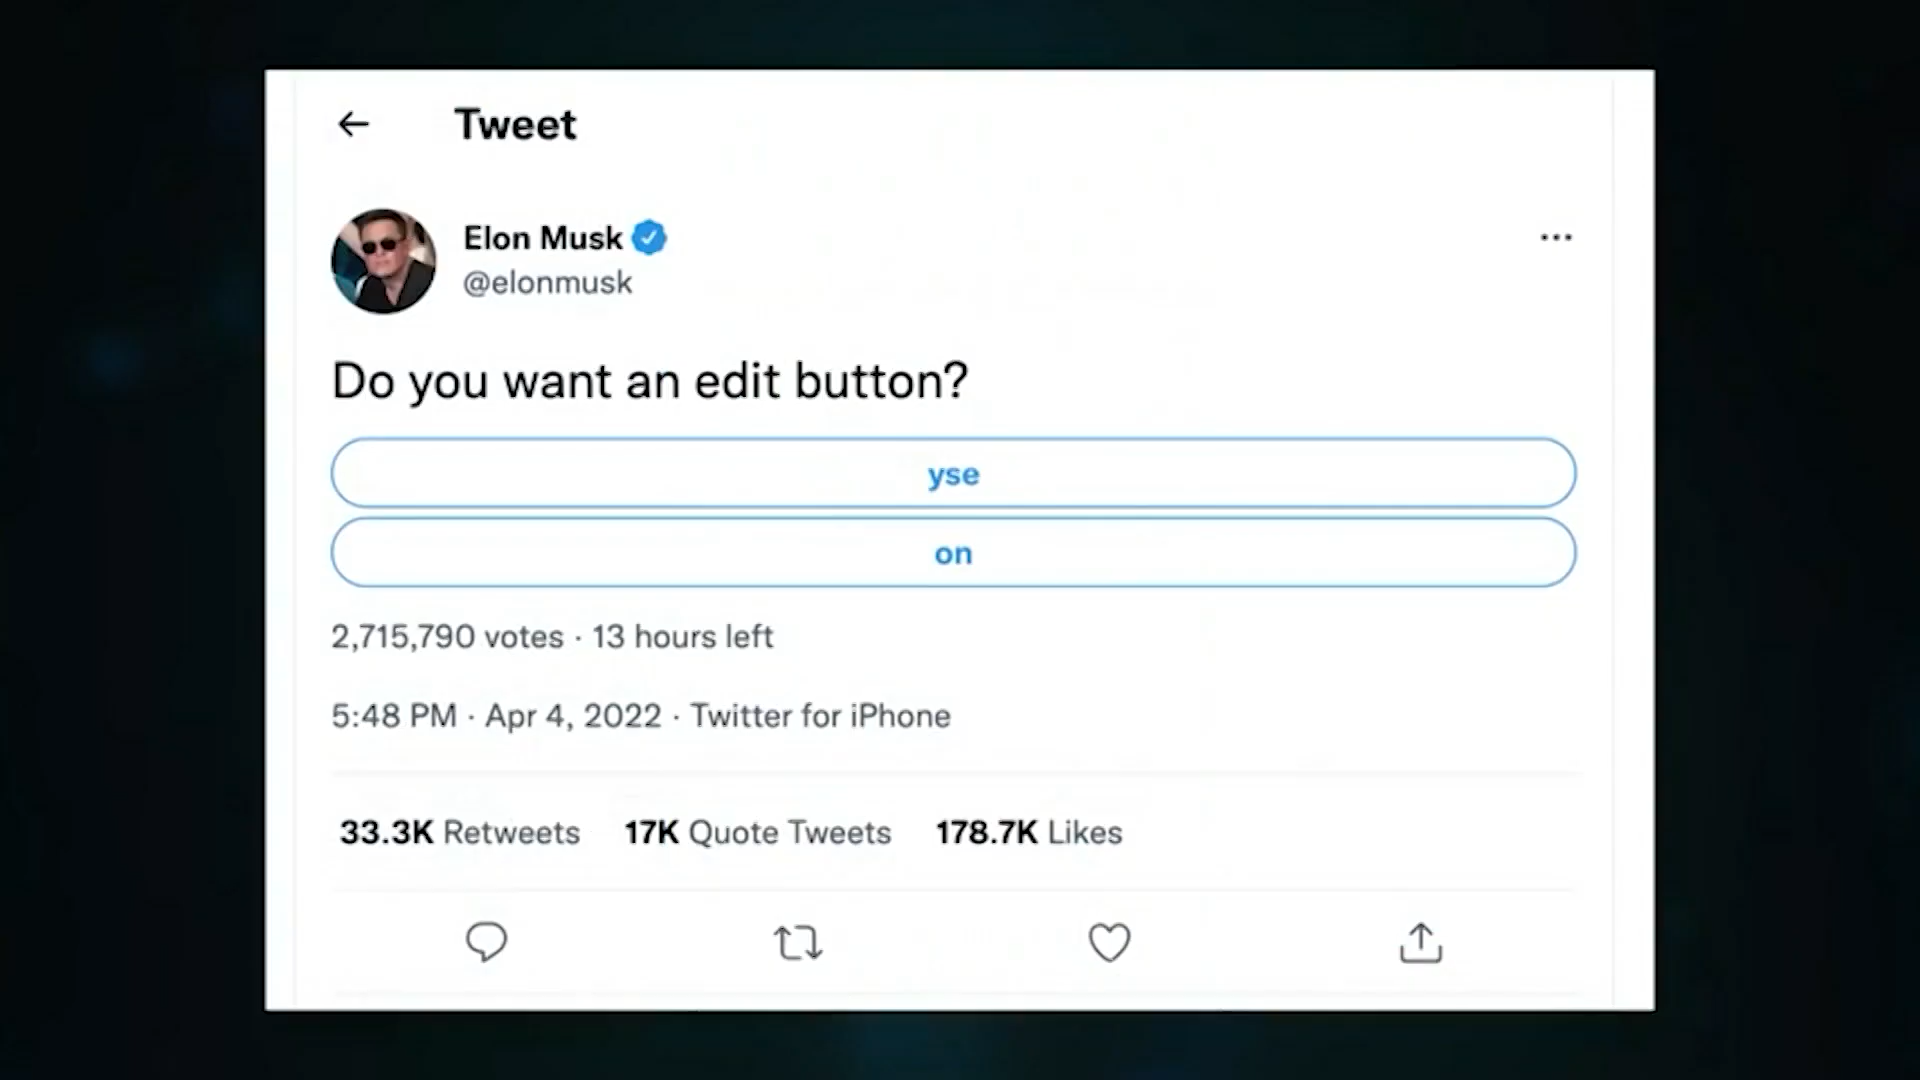 Tweet
Elon Musk
@elonmusk
Do you want an edit button?
yse
on
2,715,790 votes · 13 hours left
5:48 PM · Apr 4, 2022 · Twitter for iPhone
33.3K Retweets 17K Quote Tweets 178.7K Likes